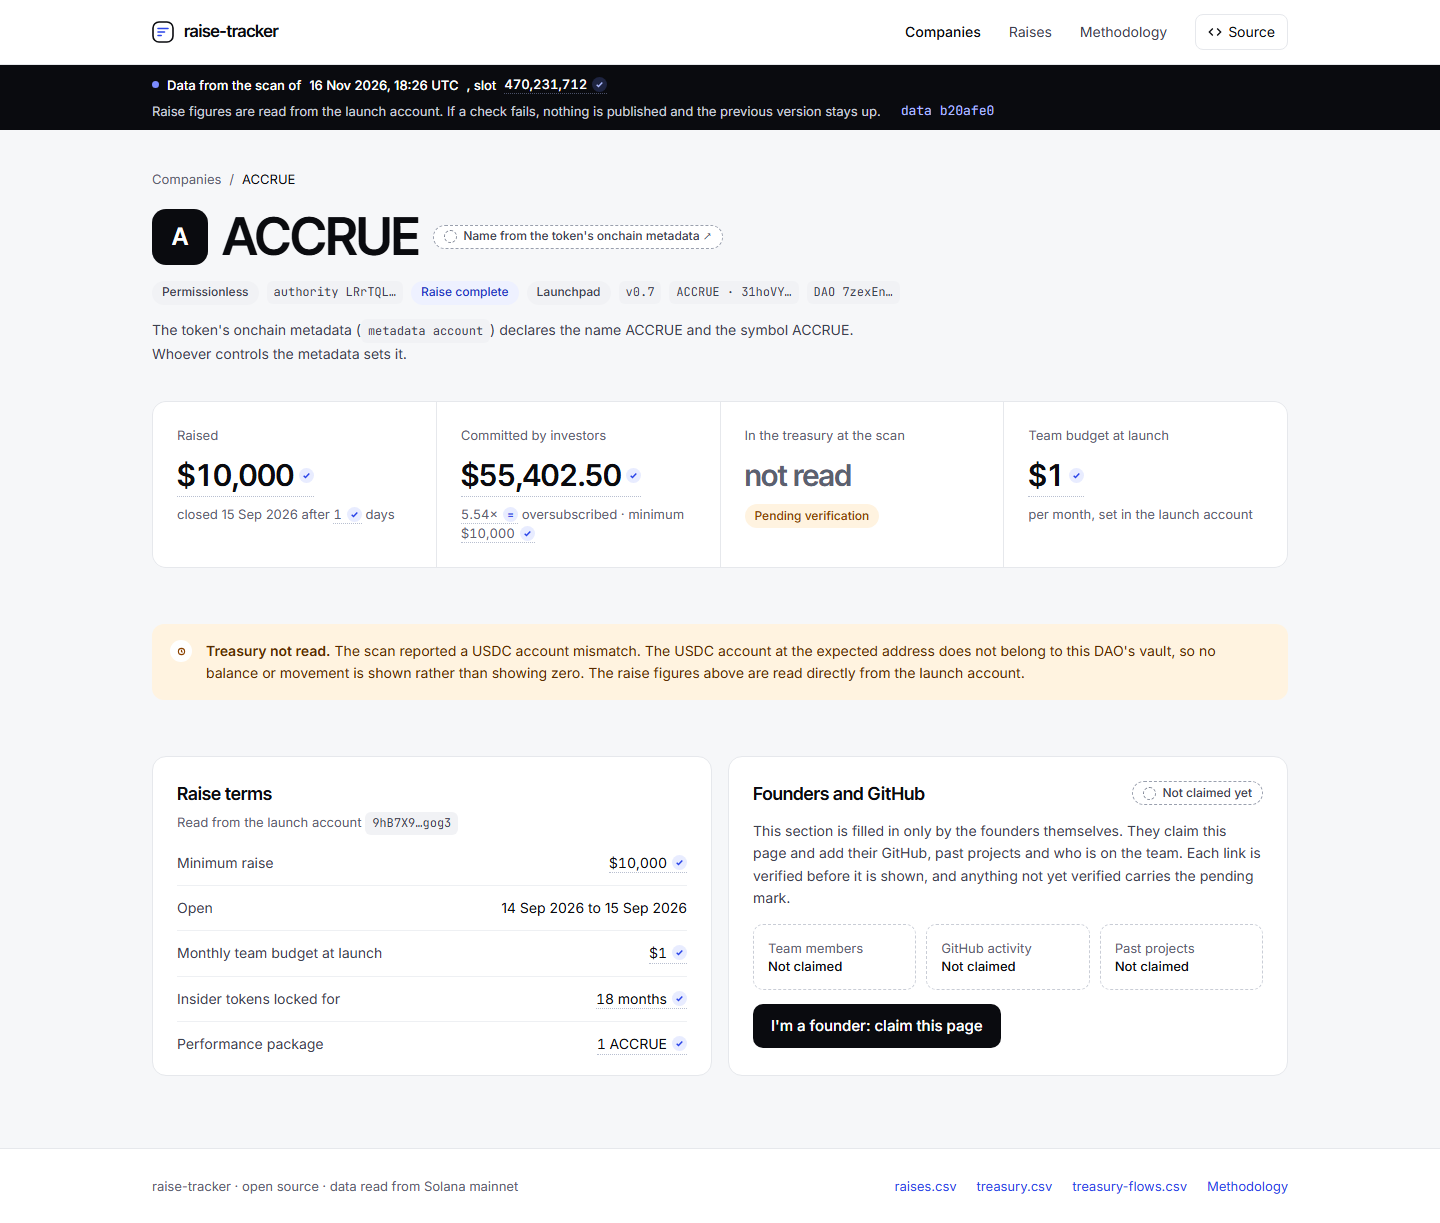 raise-tracker
Companies Raises Methodology Source
Data from the scan of 16 Nov 2026, 18:26 UTC , slot 470,231,712
Raise figures are read from the launch account. If a check fails, nothing is published and the previous version stays up. data b20afe0
Companies / ACCRUE
A ACCRUE Name from the token's onchain metadata ↗
Permissionless authority LRrTQL… Raise complete Launchpad v0.7 ACCRUE · 31hoVY… DAO 7zexEn…
The token's onchain metadata ( metadata account ) declares the name ACCRUE and the symbol ACCRUE.
Whoever controls the metadata sets it.
Raised
$10,000
closed 15 Sep 2026 after 1 days
Committed by investors
$55,402.50
5.54× = oversubscribed · minimum
$10,000
In the treasury at the scan
not read
Pending verification
Team budget at launch
$1
per month, set in the launch account
Treasury not read. The scan reported a USDC account mismatch. The USDC account at the expected address does not belong to this DAO's vault, so no
balance or movement is shown rather than showing zero. The raise figures above are read directly from the launch account.
Raise terms
Read from the launch account 9hB7X9…gog3
Minimum raise $10,000
Open 14 Sep 2026 to 15 Sep 2026
Monthly team budget at launch $1
Insider tokens locked for 18 months
Performance package 1 ACCRUE
Founders and GitHub Not claimed yet
This section is filled in only by the founders themselves. They claim this
page and add their GitHub, past projects and who is on the team. Each link is
verified before it is shown, and anything not yet verified carries the pending
mark.
Team members
Not claimed
GitHub activity
Not claimed
Past projects
Not claimed
I'm a founder: claim this page
raise-tracker · open source · data read from Solana mainnet
raises.csv treasury.csv treasury-flows.csv Methodology